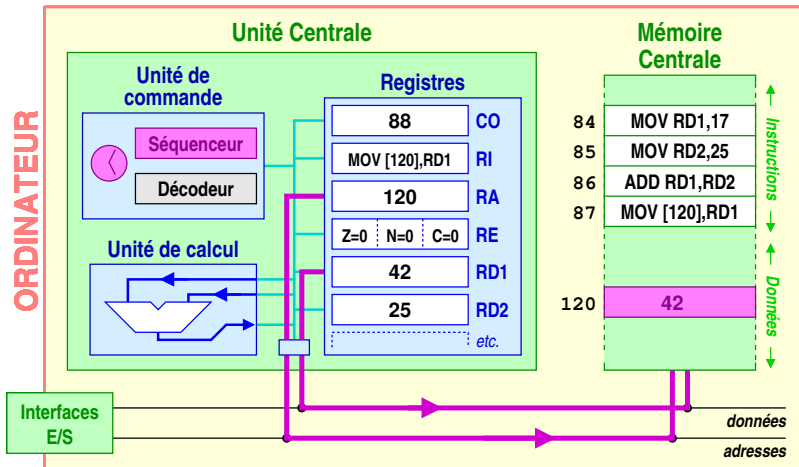 ORDINATEUR
Unité Centrale
Unité de
commande
Séquenceur
Décodeur
Unité de calcul
Registres
88 CO
MOV [120],RD1 RI
120 RA
Z=0 N=0 C=0 RE
42 RD1
25 RD2
etc.
Mémoire
Centrale
84 MOV RD1,17
85 MOV RD2,25
86 ADD RD1,RD2
87 MOV [120],RD1
120 42
Instructions
Données
Interfaces
E/S
données
adresses